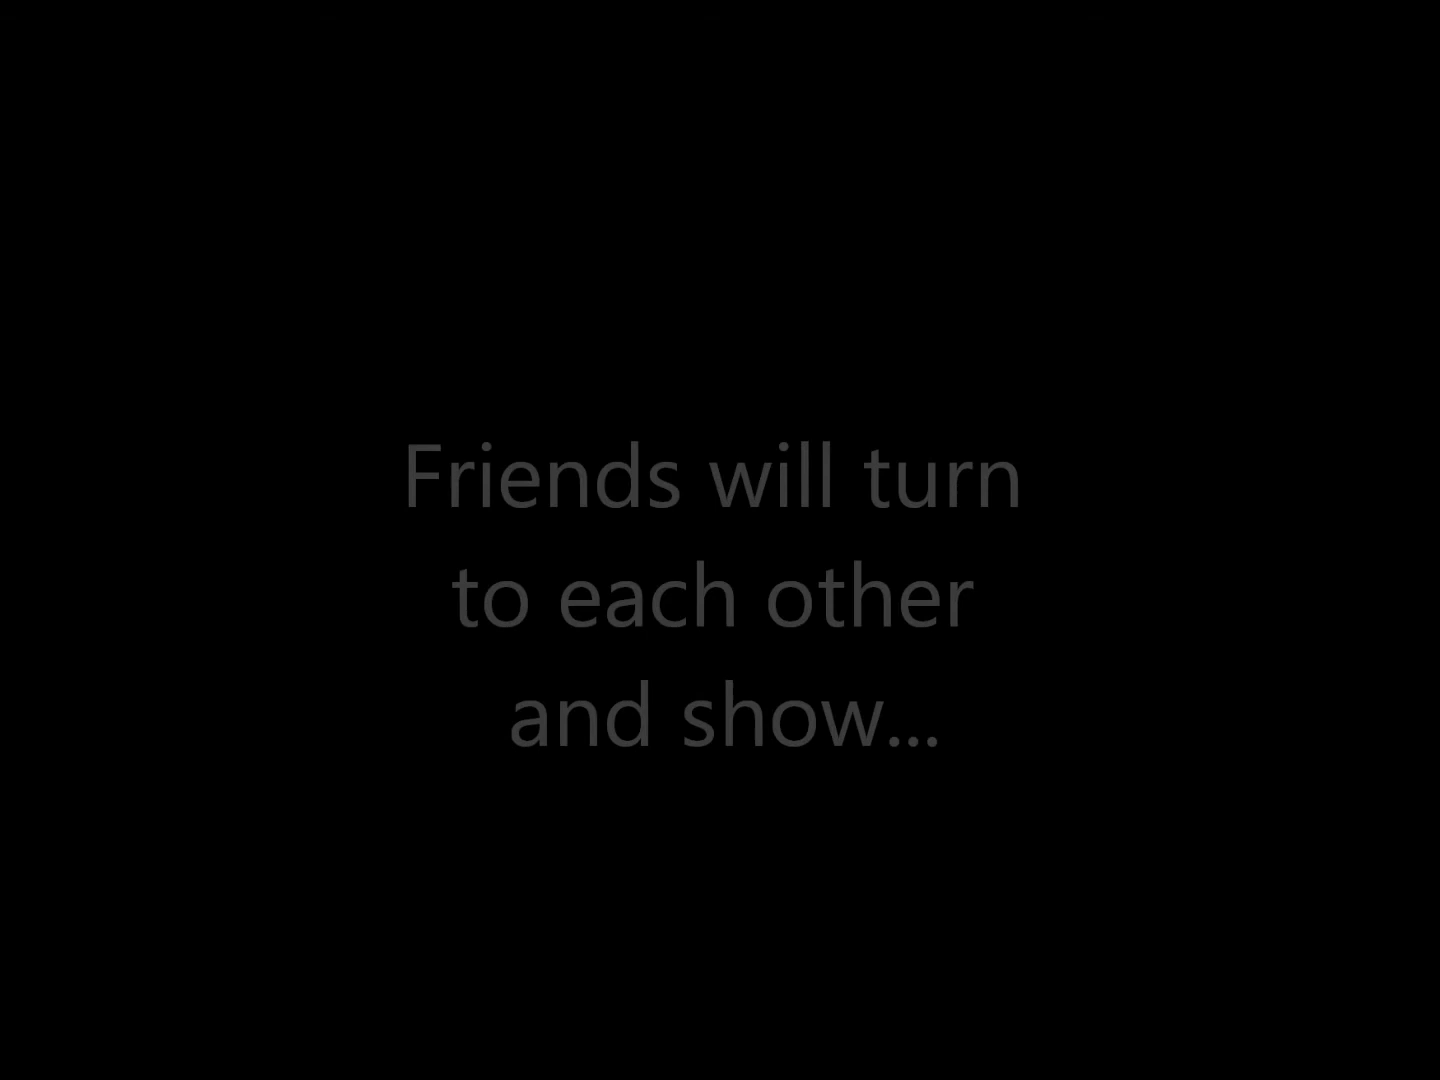 Friends will turn
to each other
and show...